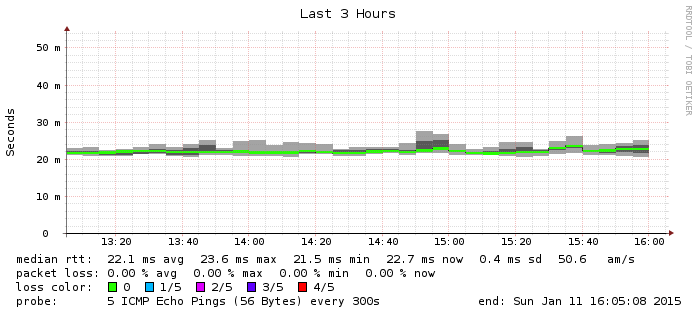 Last 3 Hours
RRDTOOL / TOBI OETIKER
Seconds
50 m
40 m
30 m
20 m
10 m
0
13:20 13:40 14:00 14:20 14:40 15:00 15:20 15:40 16:00
median rtt: 22.1 ms avg 23.6 ms max 21.5 ms min 22.7 ms now 0.4 ms sd 50.6 am/s
packet loss: 0.00 % avg 0.00 % max 0.00 % min 0.00 % now
loss color: 0 1/5 2/5 3/5 4/5
probe: 5 ICMP Echo Pings (56 Bytes) every 300s end: Sun Jan 11 16:05:08 2015